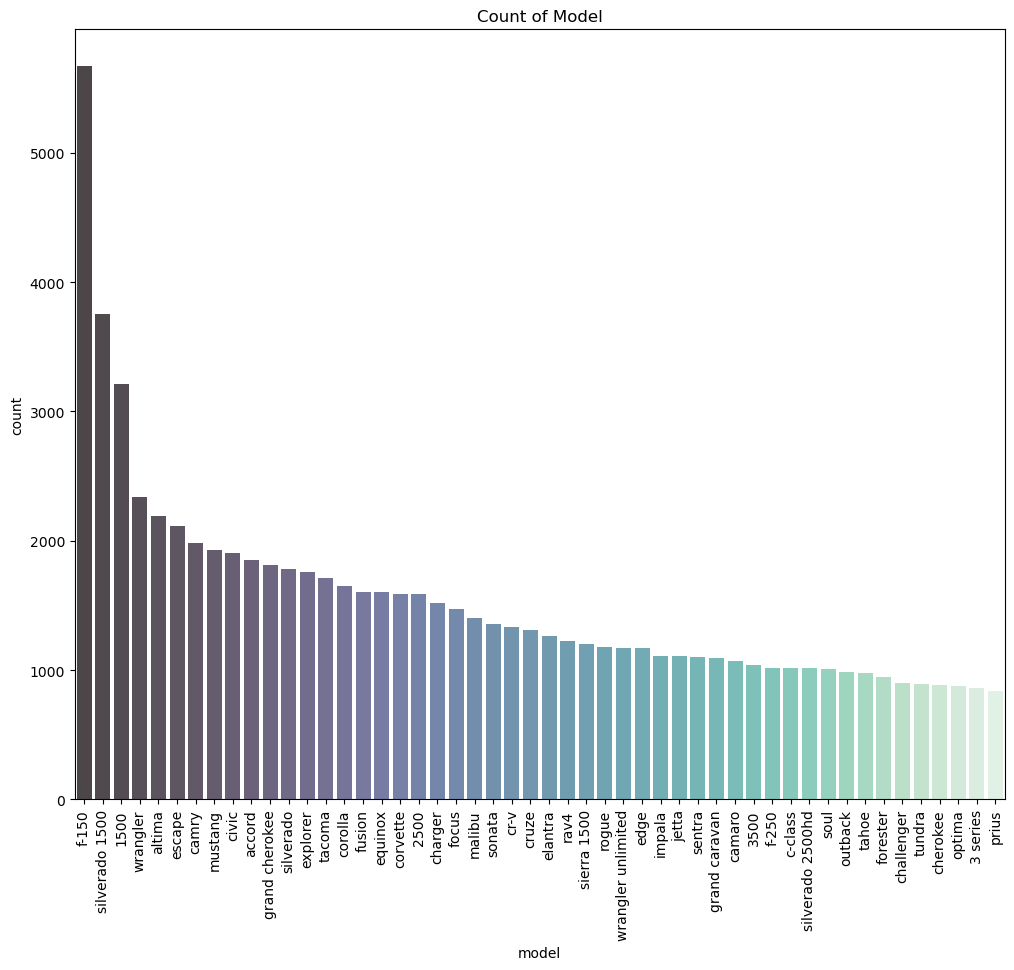 Count of Model
5000
4000
3000
2000
1000
0
count
f-150
silverado 1500
1500
wrangler
altima
escape
camry
mustang
civic
accord
grand cherokee
silverado
explorer
tacoma
corolla
fusion
equinox
corvette
2500
charger
focus
malibu
sonata
cr-v
cruze
elantra
rav4
sierra 1500
rogue
wrangler unlimited
edge
impala
jetta
sentra
grand caravan
camaro
3500
f-250
c-class
silverado 2500hd
soul
outback
tahoe
forester
challenger
tundra
cherokee
optima
3 series
prius
model